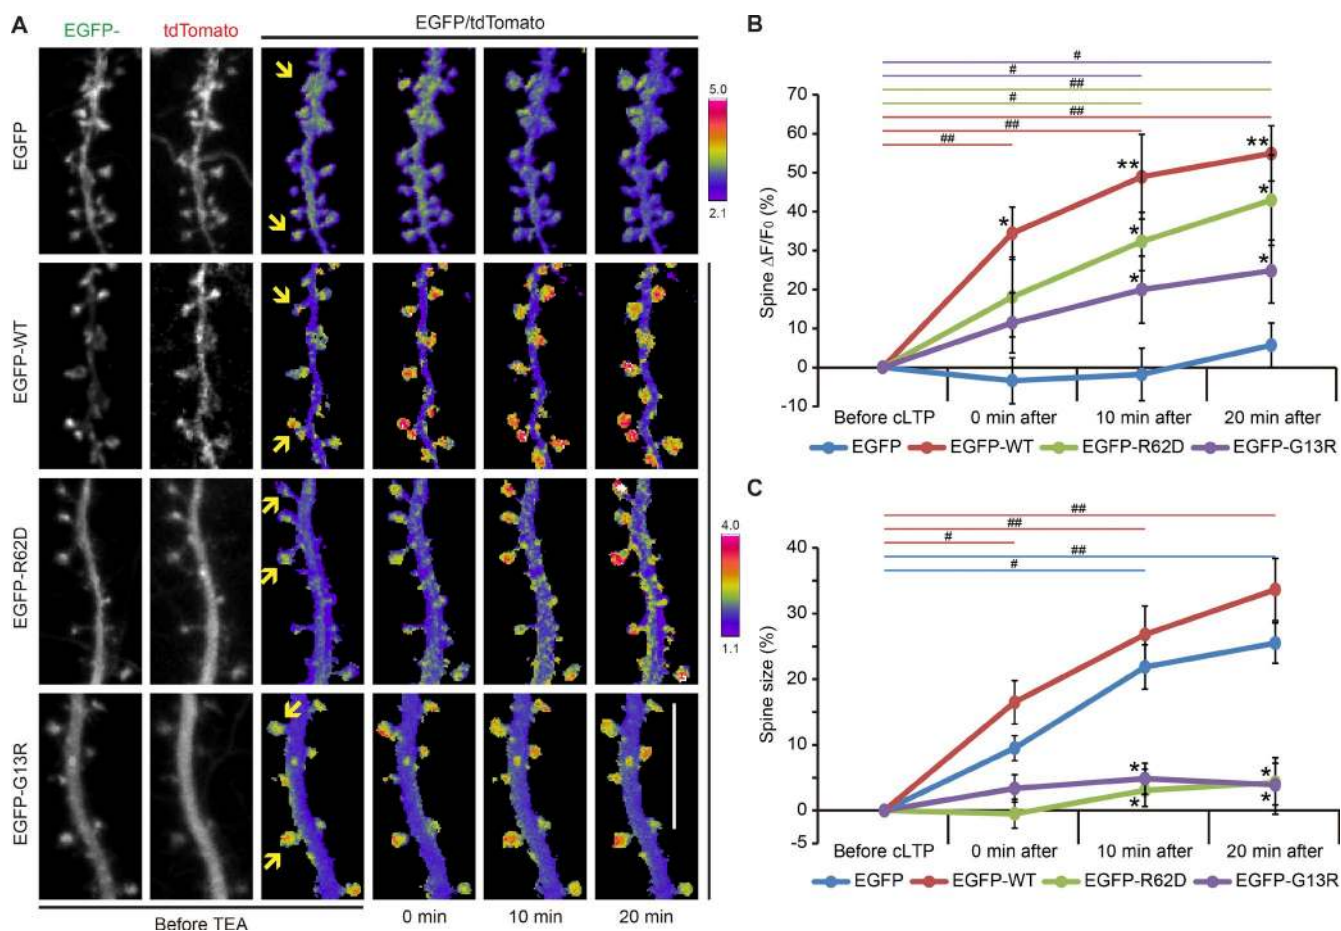 A
EGFP-
tdTomato
EGFP/tdTomato
EGFP
5.0
2.1
EGFP-WT
EGFP-R62D
4.0
1.1
EGFP-G13R
Before TEA
0 min
10 min
20 min
B
#
#
##
#
##
##
##
70
60
50
40
30
20
10
0
-10
Spine ΔF/F0 (%)
** 
**
*
*
*
*
*
Before cLTP
0 min after
10 min after
20 min after
EGFP
EGFP-WT
EGFP-R62D
EGFP-G13R
C
##
##
#
##
#
40
30
20
10
0
-5
Spine size (%)
*
*
*
*
Before cLTP
0 min after
10 min after
20 min after
EGFP
EGFP-WT
EGFP-R62D
EGFP-G13R